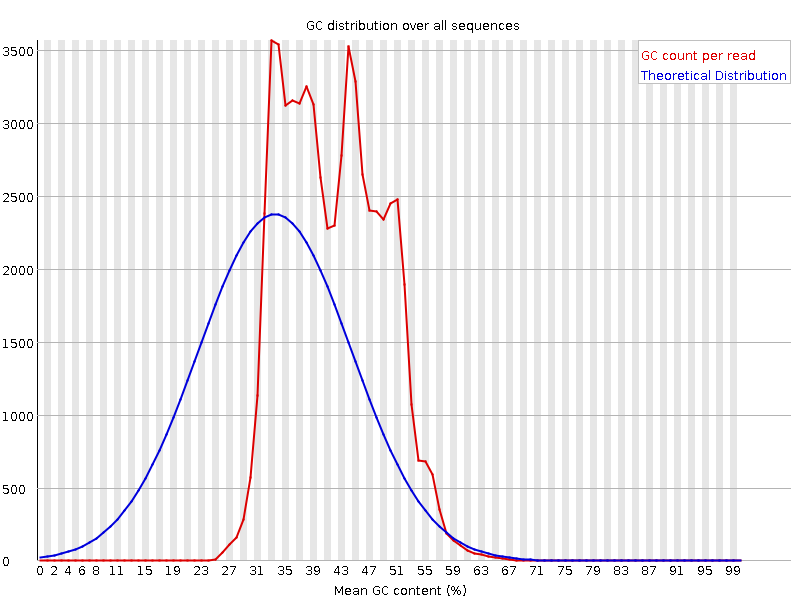 GC distribution over all sequences
GC count per read
Theoretical Distribution
3500
3000
2500
2000
1500
1000
500
0
0 2 4 6 8 11 15 19 23 27 31 35 39 43 47 51 55 59 63 67 71 75 79 83 87 91 95 99
Mean GC content (%)